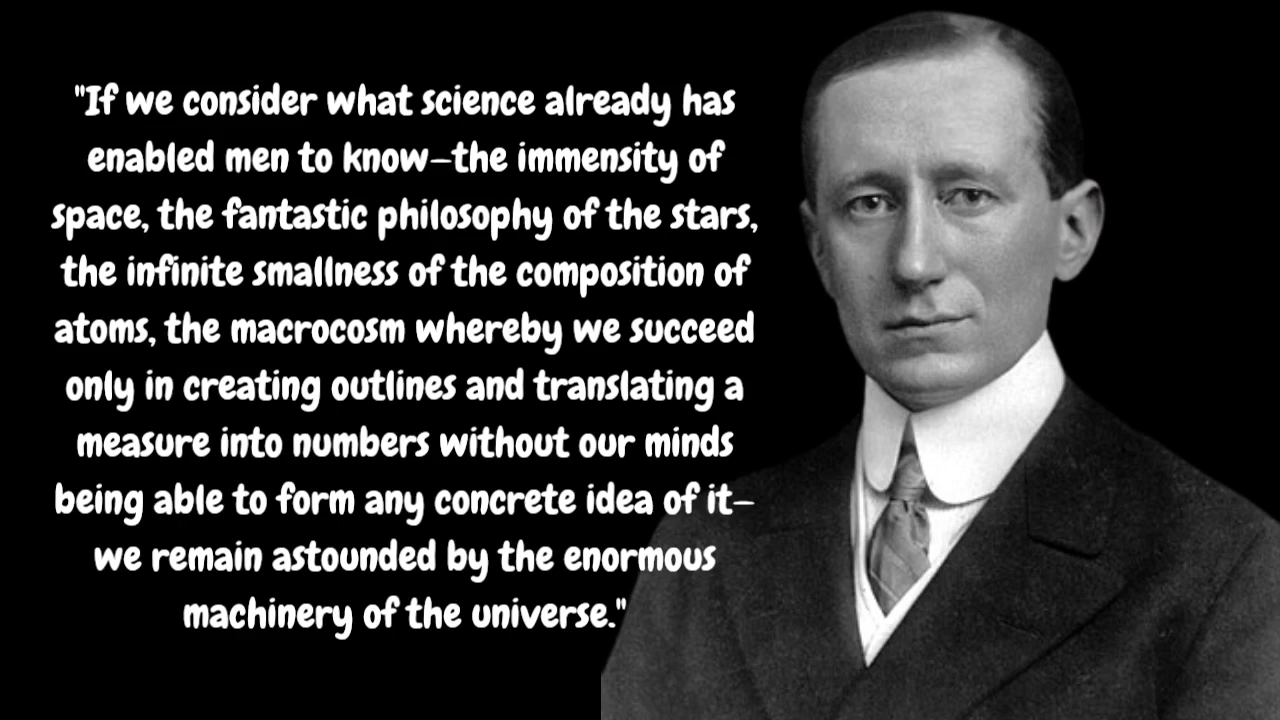 "If we consider what science already has
enabled men to know–the immensity of
space, the fantastic philosophy of the stars,
the infinite smallness of the composition of
atoms, the macrocosm whereby we succeed
only in creating outlines and translating a
measure into numbers without our minds
being able to form any concrete idea of it–
we remain astounded by the enormous
machinery of the universe."